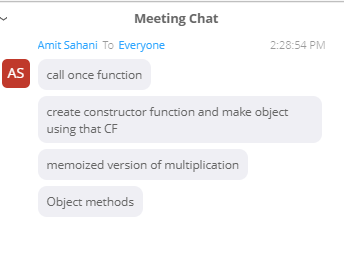 Meeting Chat
Amit Sahani To Everyone 2:28:54 PM
AS
call once function
create constructor function and make object
using that CF
memoized version of multiplication
Object methods